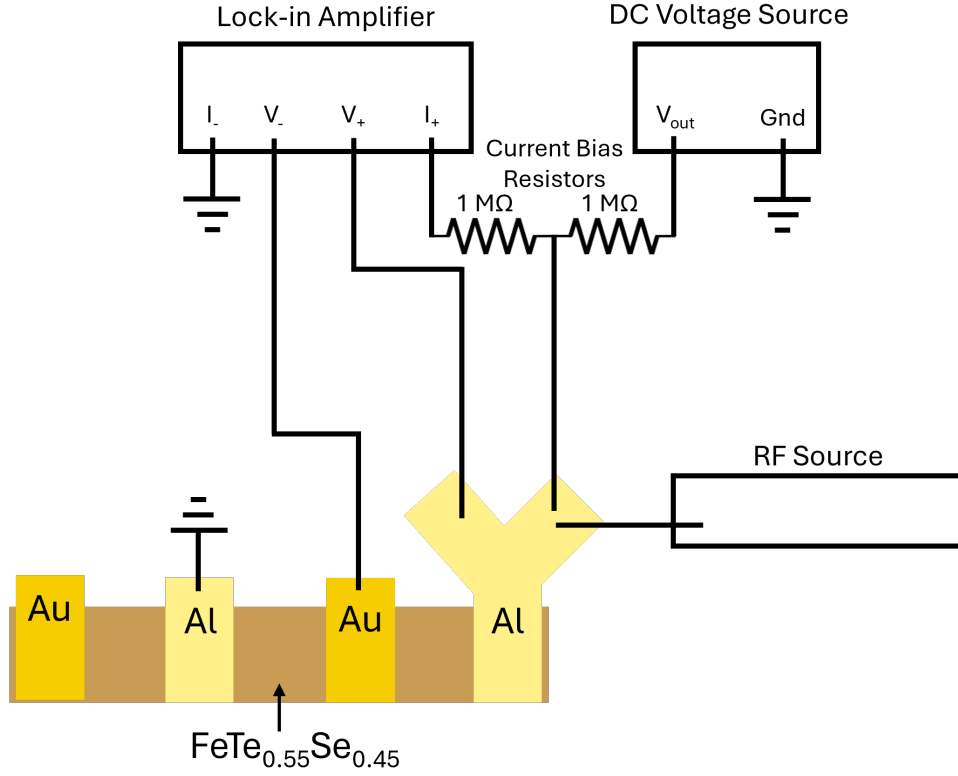 Lock-in Amplifier
DC Voltage Source
I-
V-
V+
I+
Vout
Gnd
Current Bias
Resistors
1 MΩ
1 MΩ
RF Source
Au
Al
Au
Al
FeTe0.55Se0.45